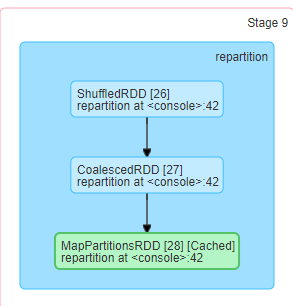 Stage 9
repartition
ShuffledRDD [26]
repartition at <console>:42
CoalescedRDD [27]
repartition at <console>:42
MapPartitionsRDD [28] [Cached]
repartition at <console>:42